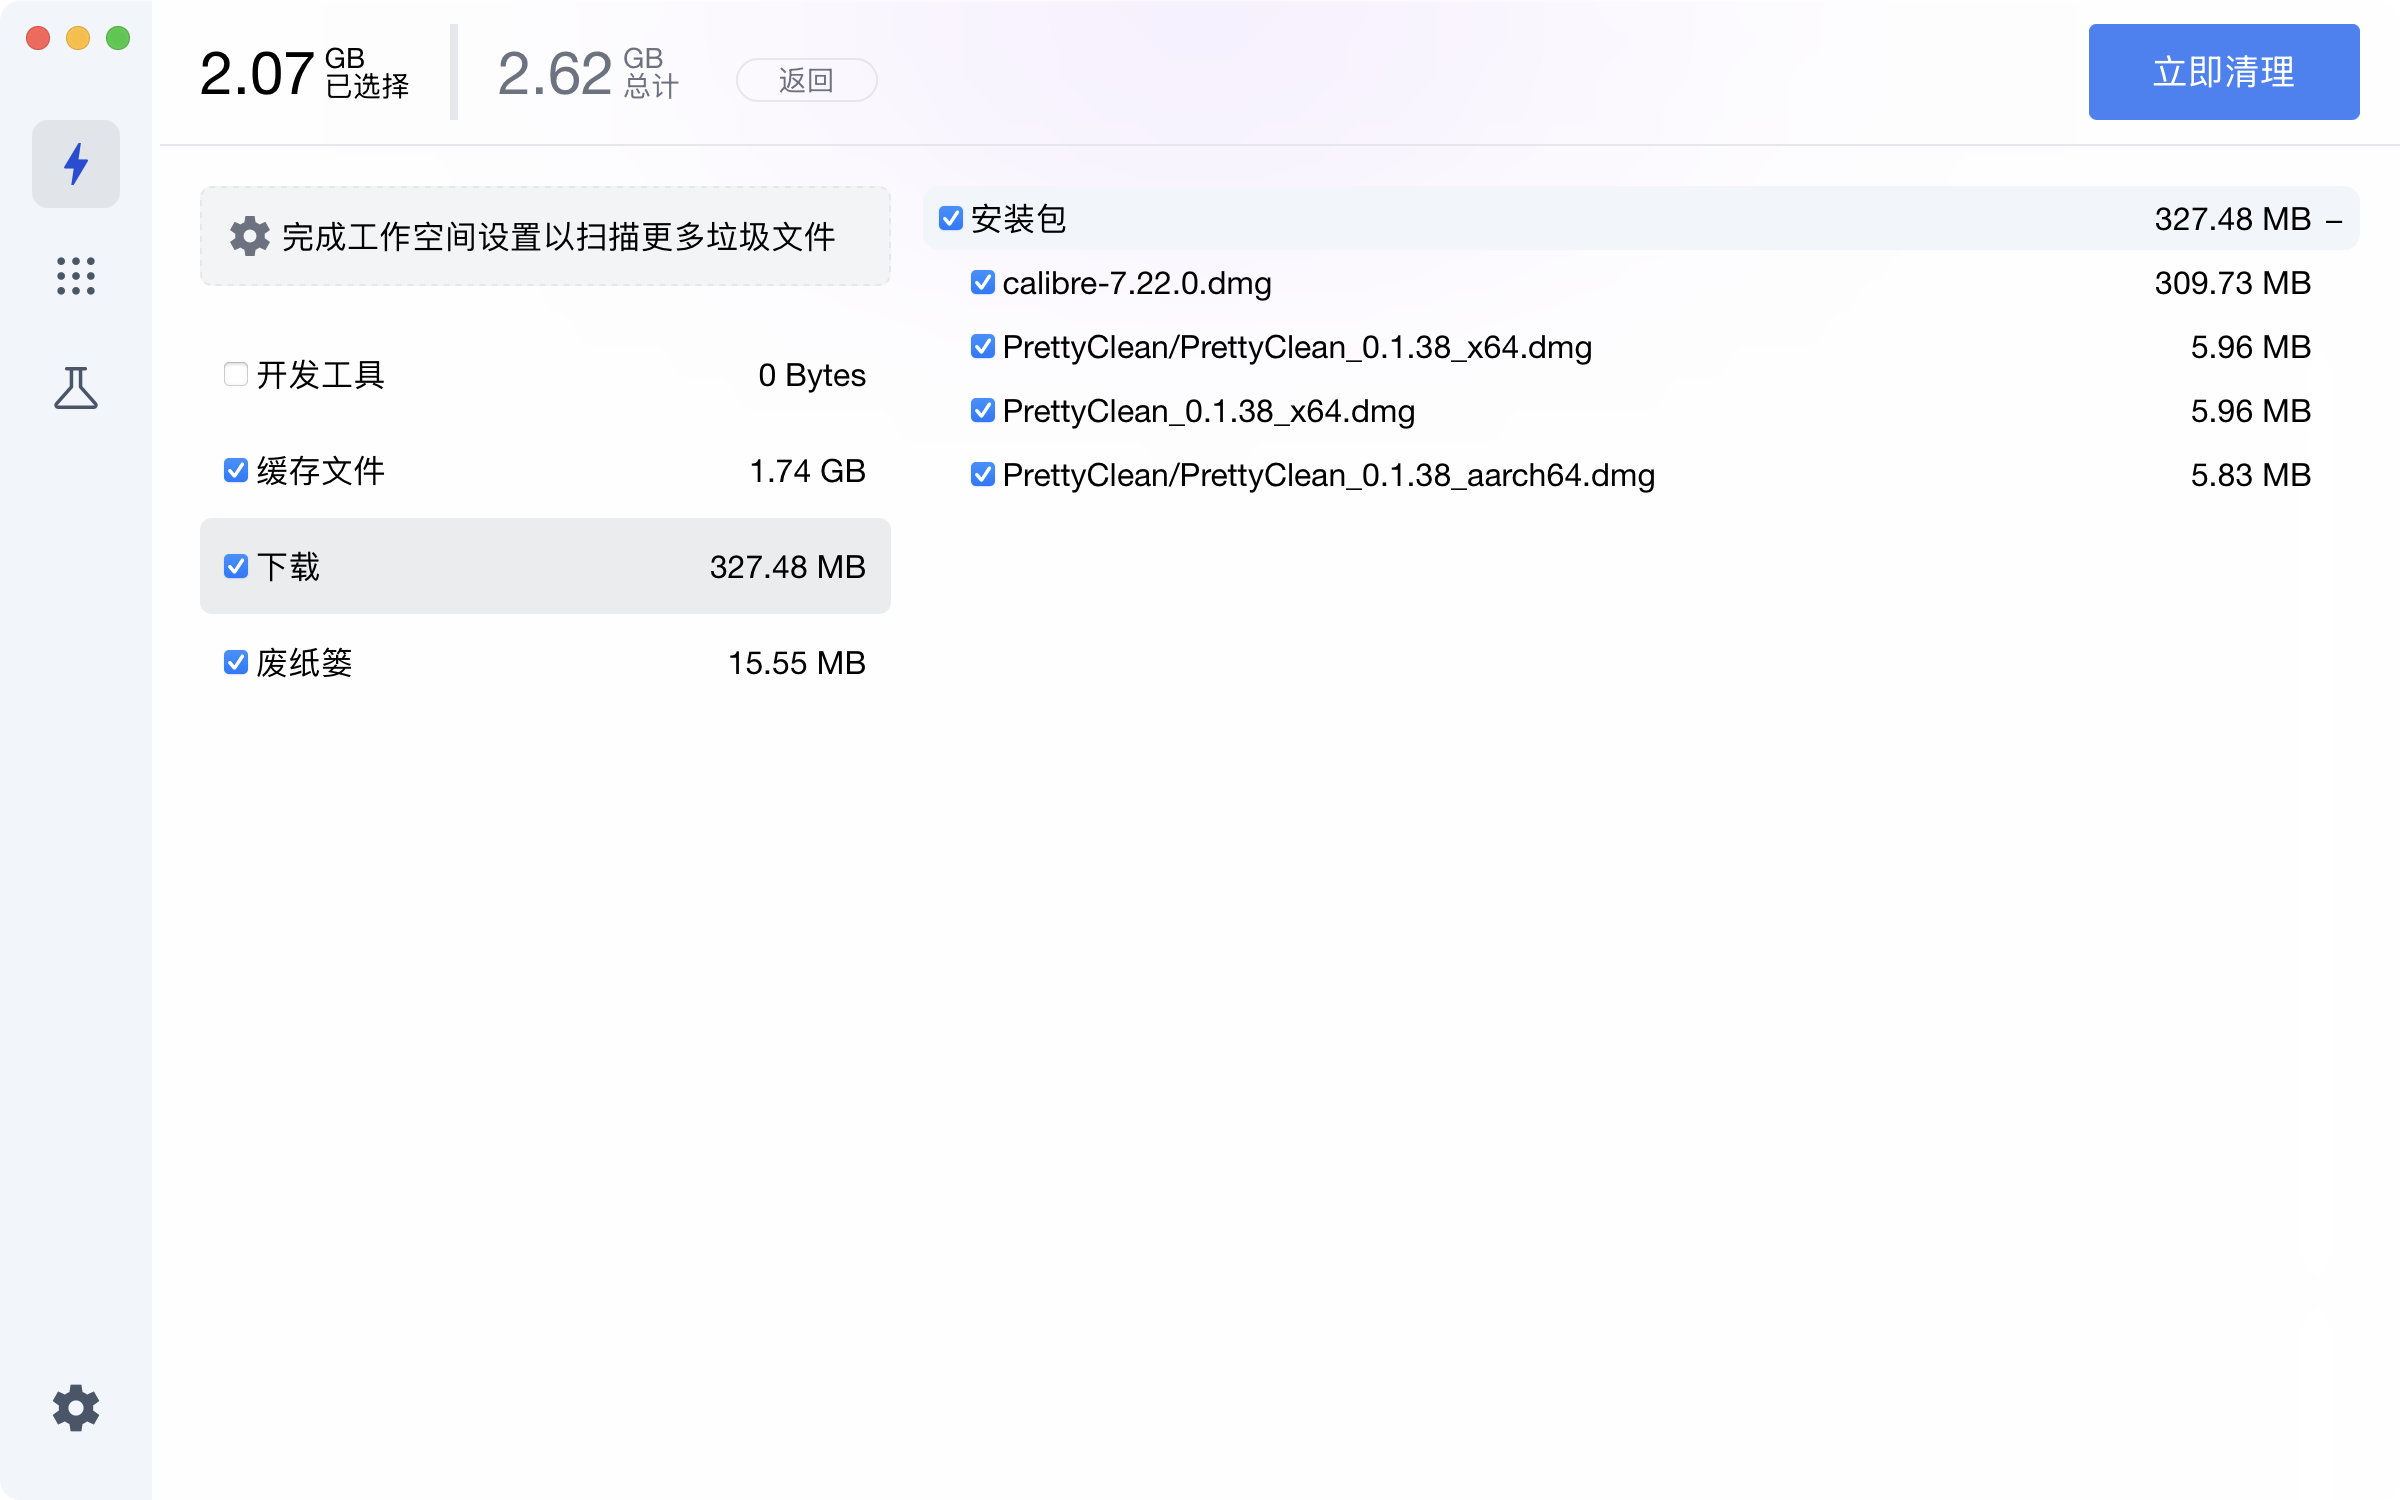 2.07 GB 已选择
2.62 GB 总计
返回
立即清理
完成工作空间设置以扫描更多垃圾文件
开发工具 0 Bytes
缓存文件 1.74 GB
下载 327.48 MB
废纸篓 15.55 MB
安装包 327.48 MB –
calibre-7.22.0.dmg 309.73 MB
PrettyClean/PrettyClean_0.1.38_x64.dmg 5.96 MB
PrettyClean_0.1.38_x64.dmg 5.96 MB
PrettyClean/PrettyClean_0.1.38_aarch64.dmg 5.83 MB